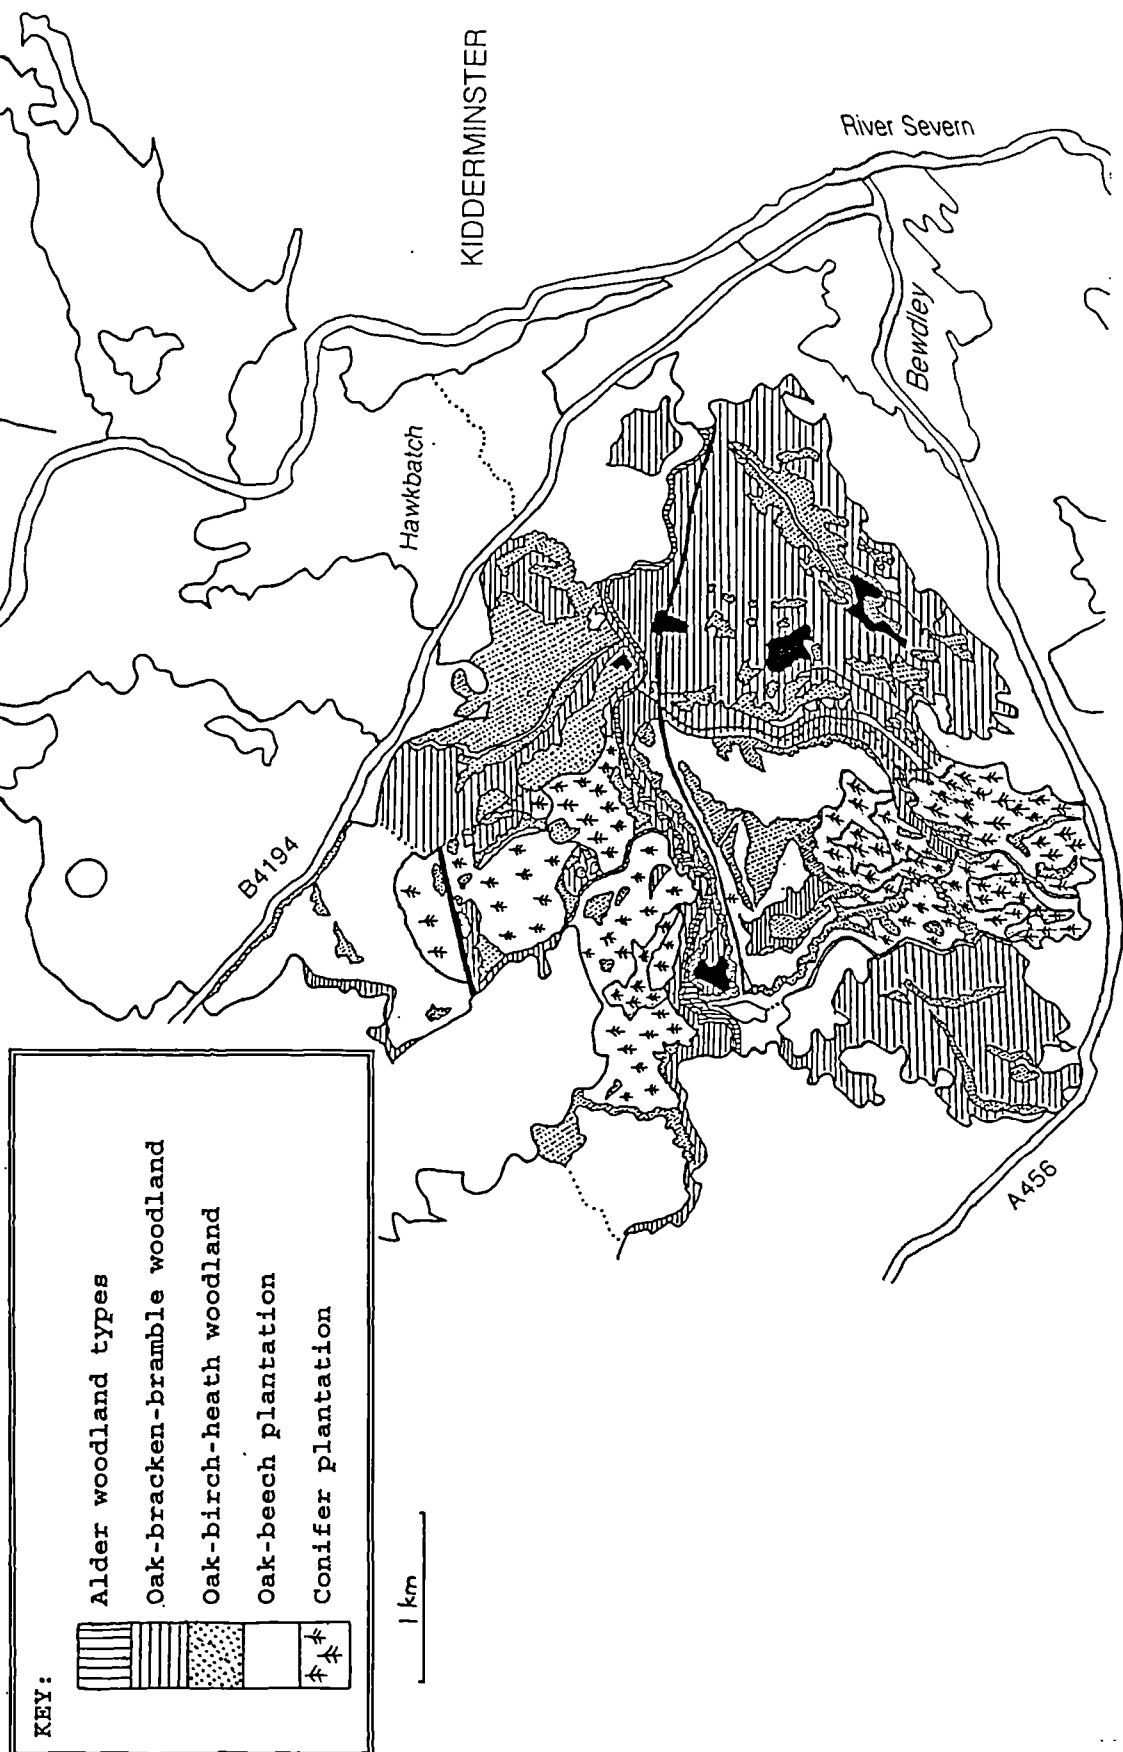 KEY:
Alder woodland types
Oak-bracken-bramble woodland
Oak-birch-heath woodland
Oak-beech plantation
Conifer plantation
1 km
B4194
Hawkbatch
KIDDERMINSTER
River Severn
Bewdley
A456